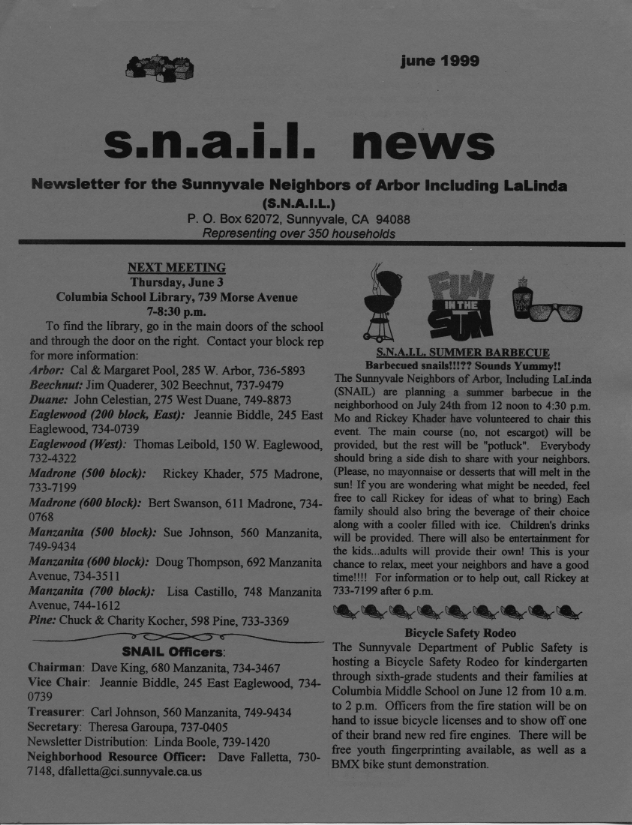 june 1999
s.n.a.i.l. news
Newsletter for the Sunnyvale Neighbors of Arbor Including LaLinda
(S.N.A.I.L.)
P. O. Box 62072, Sunnyvale, CA 94088
Representing over 350 households
NEXT MEETING
Thursday, June 3
Columbia School Library, 739 Morse Avenue
7-8:30 p.m.
To find the library, go in the main doors of the school
and through the door on the right. Contact your block rep
for more information:
Arbor: Cal & Margaret Pool, 285 W. Arbor, 736-5893
Beechnut: Jim Quaderer, 302 Beechnut, 737-9479
Duane: John Celestian, 275 West Duane, 749-8873
Eaglewood (200 block, East): Jeannie Biddle, 245 East
Eaglewood, 734-0739
Eaglewood (West): Thomas Leibold, 150 W. Eaglewood,
732-4322
Madrone (500 block): Rickey Khader, 575 Madrone,
733-7199
Madrone (600 block): Bert Swanson, 611 Madrone, 734-
0768
Manzanita (500 block): Sue Johnson, 560 Manzanita,
749-9434
Manzanita (600 block): Doug Thompson, 692 Manzanita
Avenue, 734-3511
Manzanita (700 block): Lisa Castillo, 748 Manzanita
Avenue, 744-1612
Pine: Chuck & Charity Kocher, 598 Pine, 733-3369
SNAIL Officers:
Chairman: Dave King, 680 Manzanita, 734-3467
Vice Chair: Jeannie Biddle, 245 East Eaglewood, 734-
0739
Treasurer: Carl Johnson, 560 Manzanita, 749-9434
Secretary: Theresa Garoupa, 737-0405
Newsletter Distribution: Linda Boole, 739-1420
Neighborhood Resource Officer: Dave Falletta, 730-
7148, dfalletta@ci.sunnyvale.ca.us
FUN
IN THE
SUN
S.N.A.I.L. SUMMER BARBECUE
Barbecued snails!!!?? Sounds Yummy!!
The Sunnyvale Neighbors of Arbor, Including LaLinda
(SNAIL) are planning a summer barbecue in the
neighborhood on July 24th from 12 noon to 4:30 p.m.
Mo and Rickey Khader have volunteered to chair this
event. The main course (no, not escargot) will be
provided, but the rest will be "potluck". Everybody
should bring a side dish to share with your neighbors.
(Please, no mayonnaise or desserts that will melt in the
sun! If you are wondering what might be needed, feel
free to call Rickey for ideas of what to bring) Each
family should also bring the beverage of their choice
along with a cooler filled with ice. Children's drinks
will be provided. There will also be entertainment for
the kids...adults will provide their own! This is your
chance to relax, meet your neighbors and have a good
time!!!! For information or to help out, call Rickey at
733-7199 after 6 p.m.
Bicycle Safety Rodeo
The Sunnyvale Department of Public Safety is
hosting a Bicycle Safety Rodeo for kindergarten
through sixth-grade students and their families at
Columbia Middle School on June 12 from 10 a.m.
to 2 p.m. Officers from the fire station will be on
hand to issue bicycle licenses and to show off one
of their brand new red fire engines. There will be
free youth fingerprinting available, as well as a
BMX bike stunt demonstration.